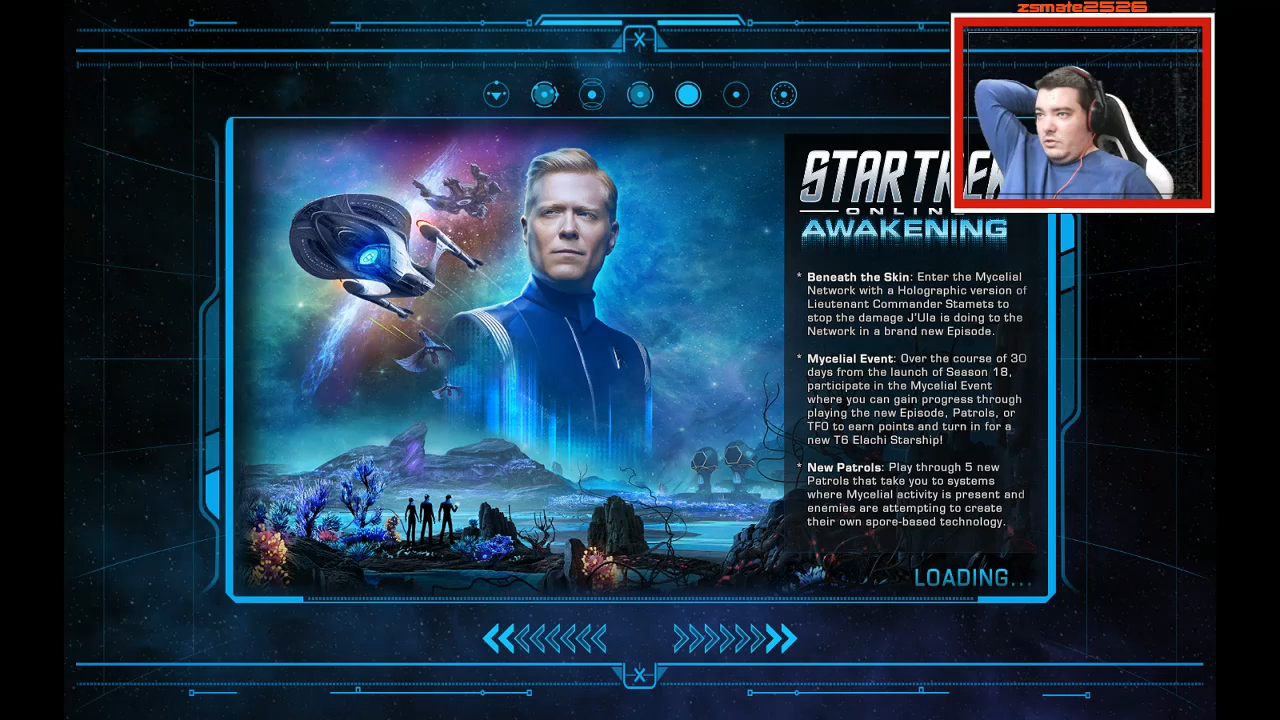 zsmate2526
STAR TREK
ONLINE
AWAKENING
* Beneath the Skin: Enter the Mycelial
Network with a Holographic version of
Lieutenant Commander Stamets to
stop the damage J'Ula is doing to the
Network in a brand new Episode.
* Mycelial Event: Over the course of 30
days from the launch of Season 18,
participate in the Mycelial Event
where you can gain progress through
playing the new Episode, Patrols, or
TFO to earn points and turn in for a
new T6 Elachi Starship!
* New Patrols: Play through 5 new
Patrols that take you to systems
where Mycelial activity is present and
enemies are attempting to create
their own spore-based technology.
LOADING...